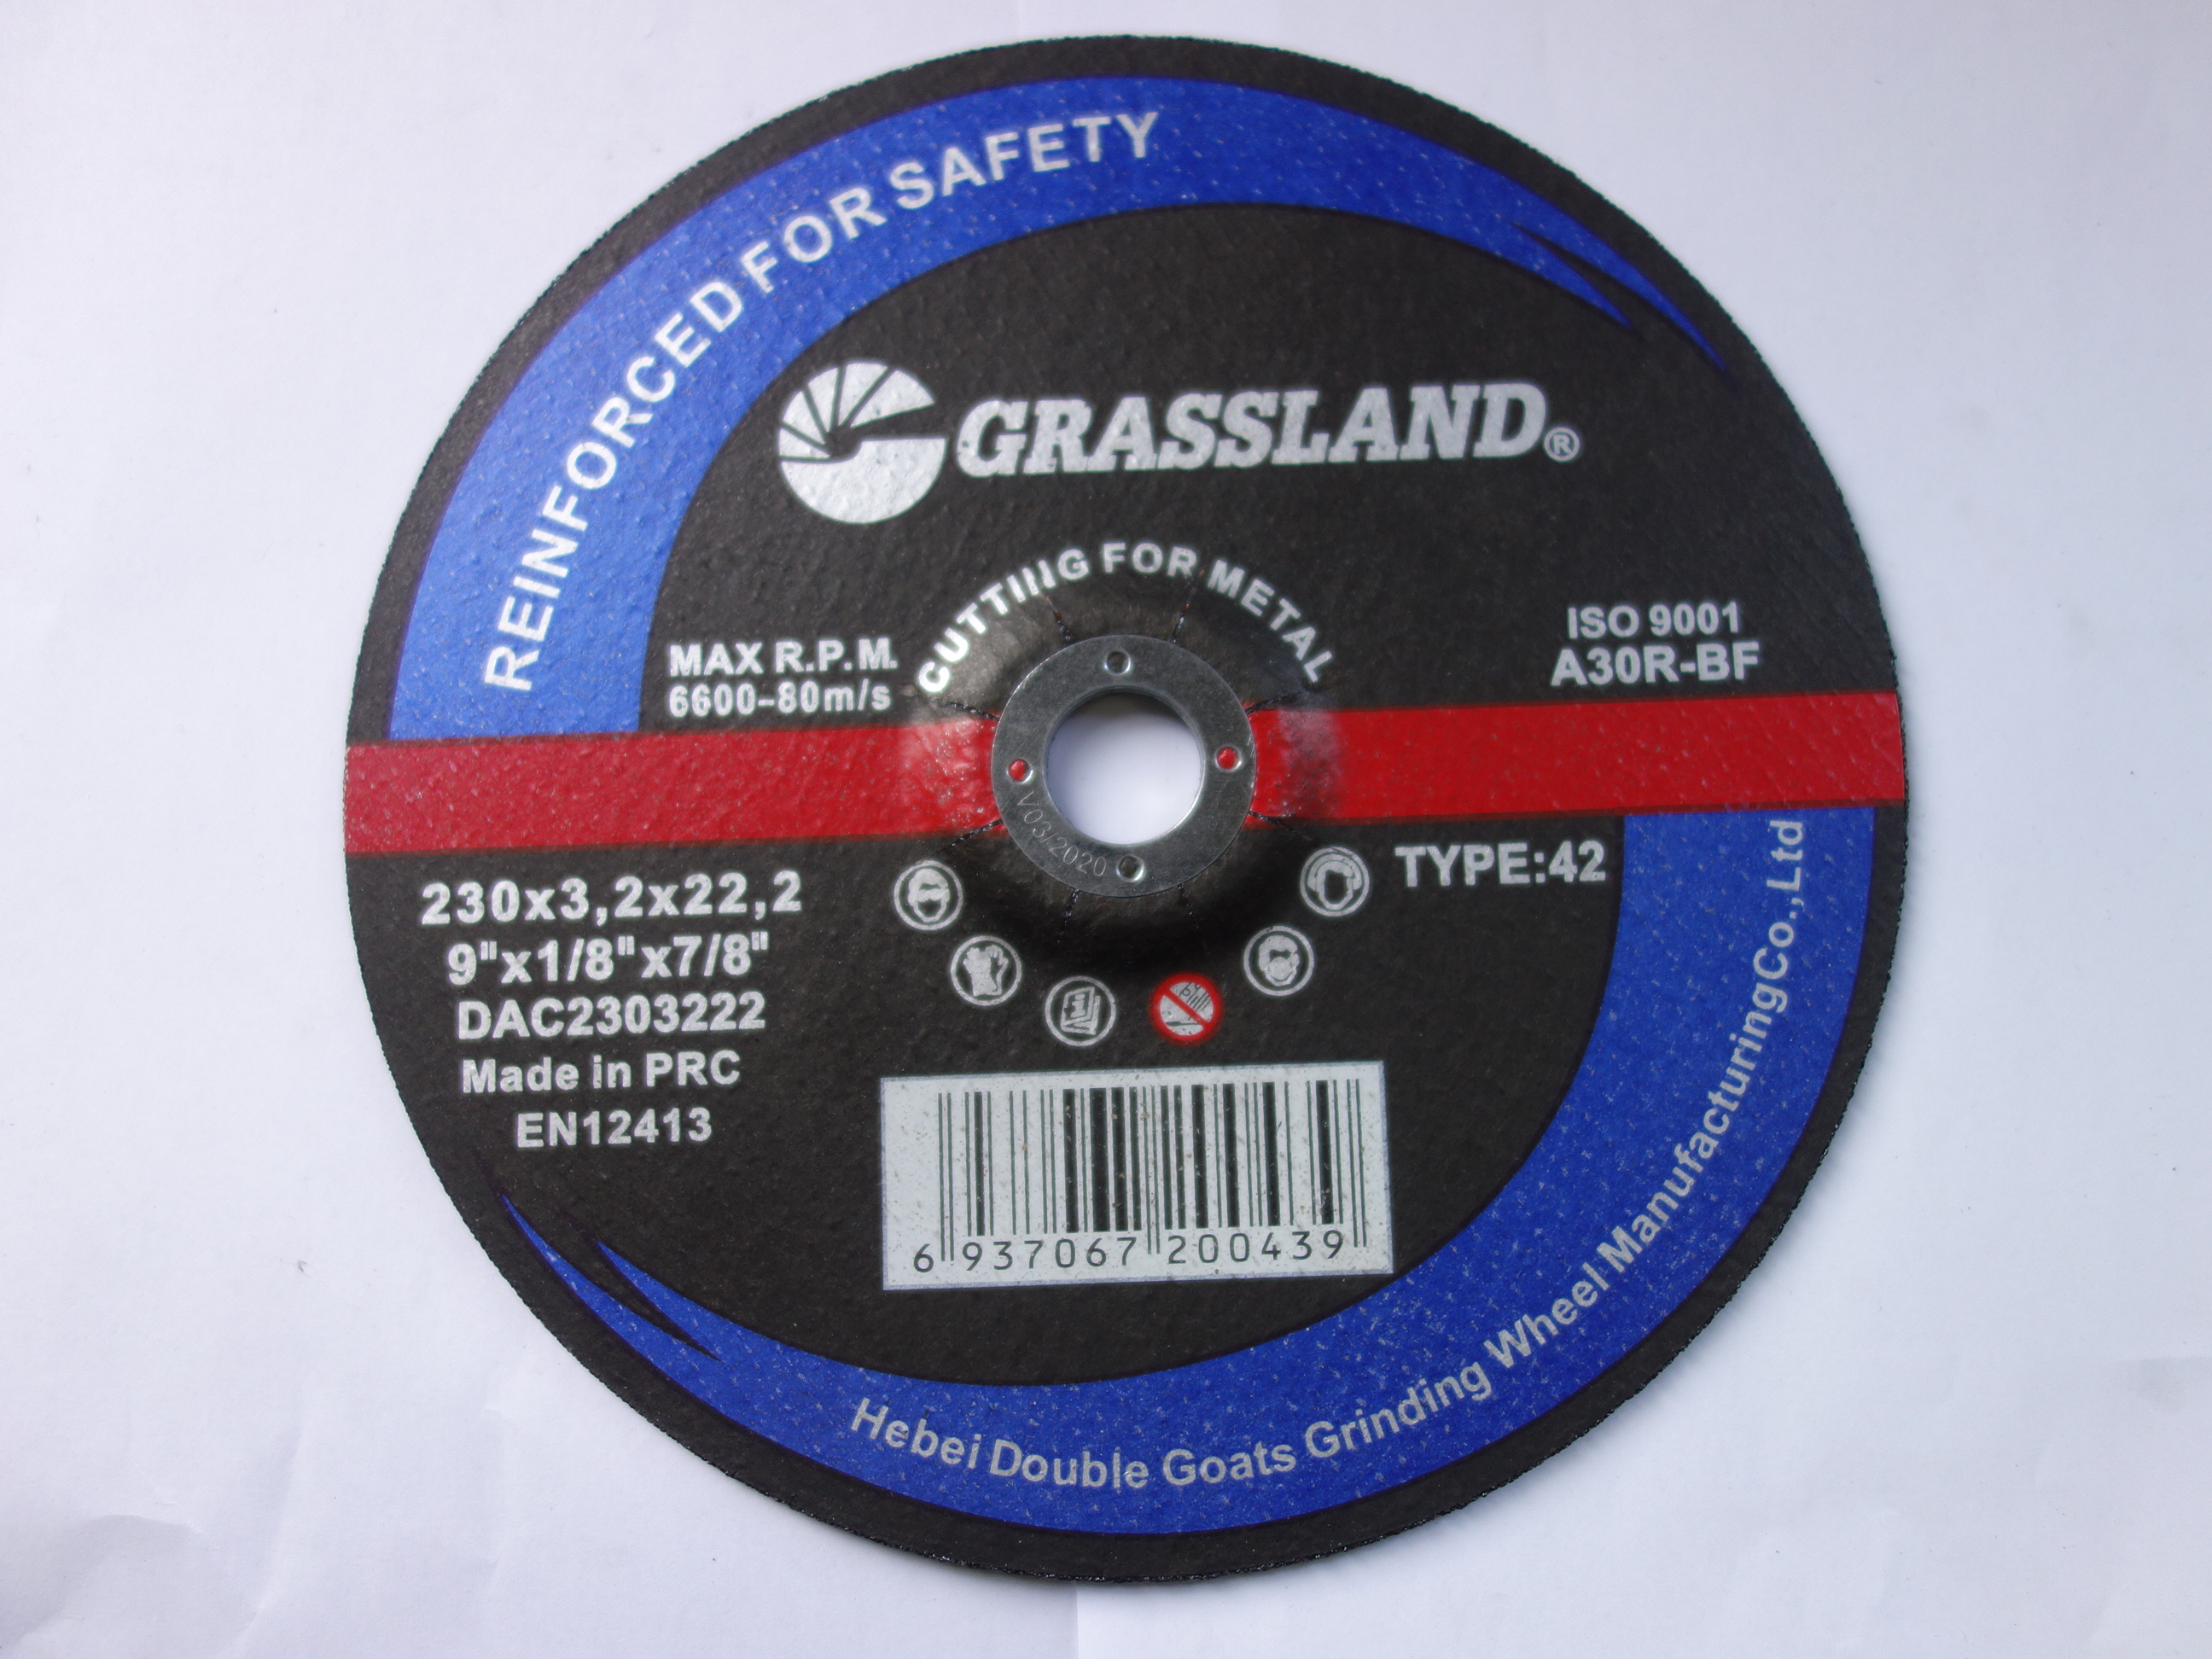 REINFORCED FOR SAFETY
GRASSLAND®
CUTTING FOR METAL
MAX R.P.M.
6600-80m/s
ISO 9001
A30R-BF
V03/2020
230x3,2x22,2
9"x1/8"x7/8"
DAC2303222
Made in PRC
EN12413
TYPE:42
6 937067 200439
Hebei Double Goats Grinding Wheel ManufacturingCo.,Ltd